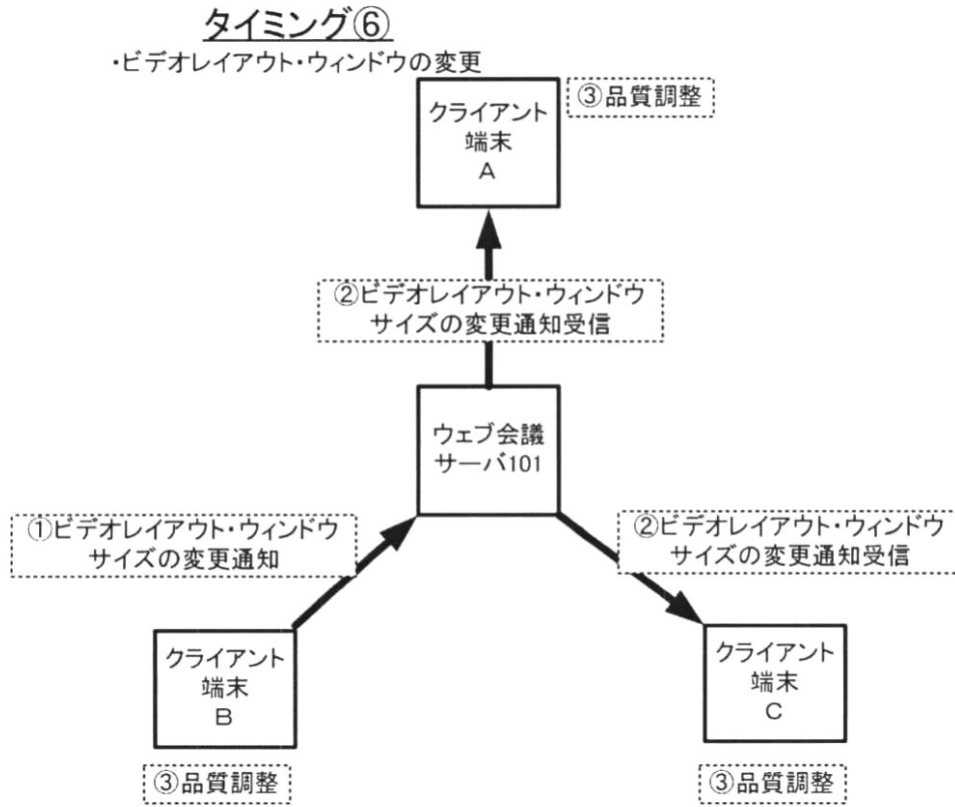 タイミング⑥
・ビデオレイアウト・ウィンドウの変更
クライアント
端末
A
③品質調整
②ビデオレイアウト・ウィンドウ
サイズの変更通知受信
ウェブ会議
サーバ101
①ビデオレイアウト・ウィンドウ
サイズの変更通知
②ビデオレイアウト・ウィンドウ
サイズの変更通知受信
クライアント
端末
B
③品質調整
クライアント
端末
C
③品質調整